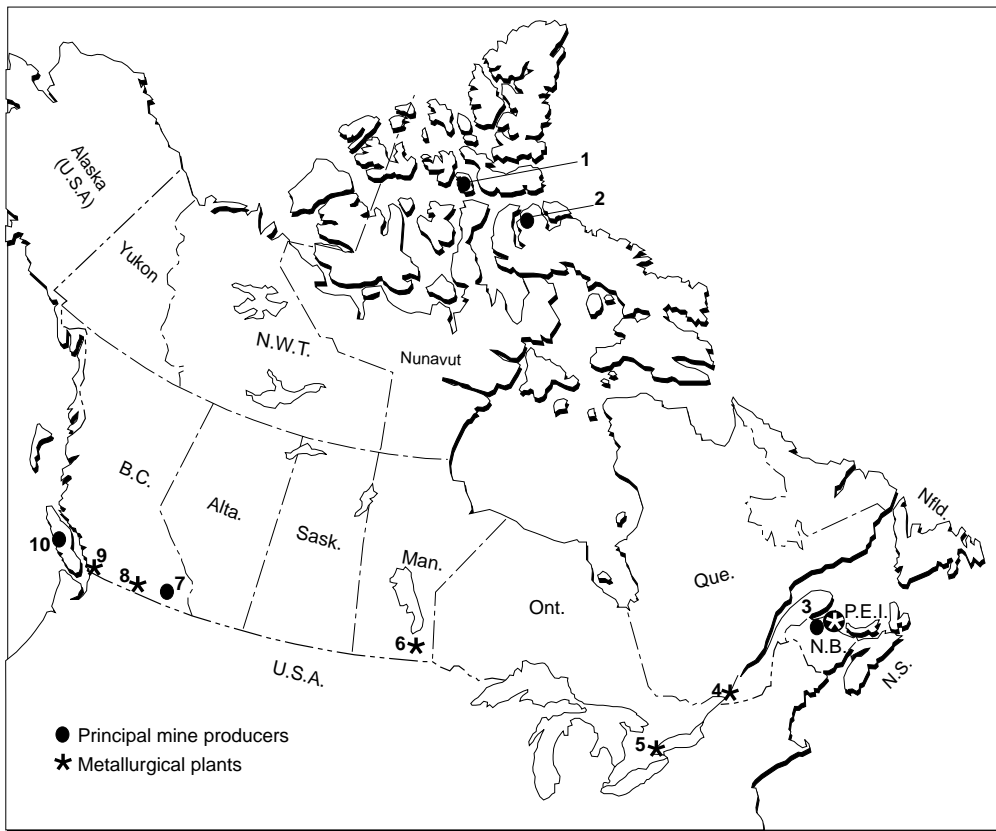 1
2
Alaska
(U.S.A)
Yukon
N.W.T.
Nunavut
B.C.
Alta.
Sask.
Man.
Ont.
Que.
Nfld.
10
9
8
7
6
3
P.E.I.
N.B.
N.S.
U.S.A.
4
5
Principal mine producers
Metallurgical plants